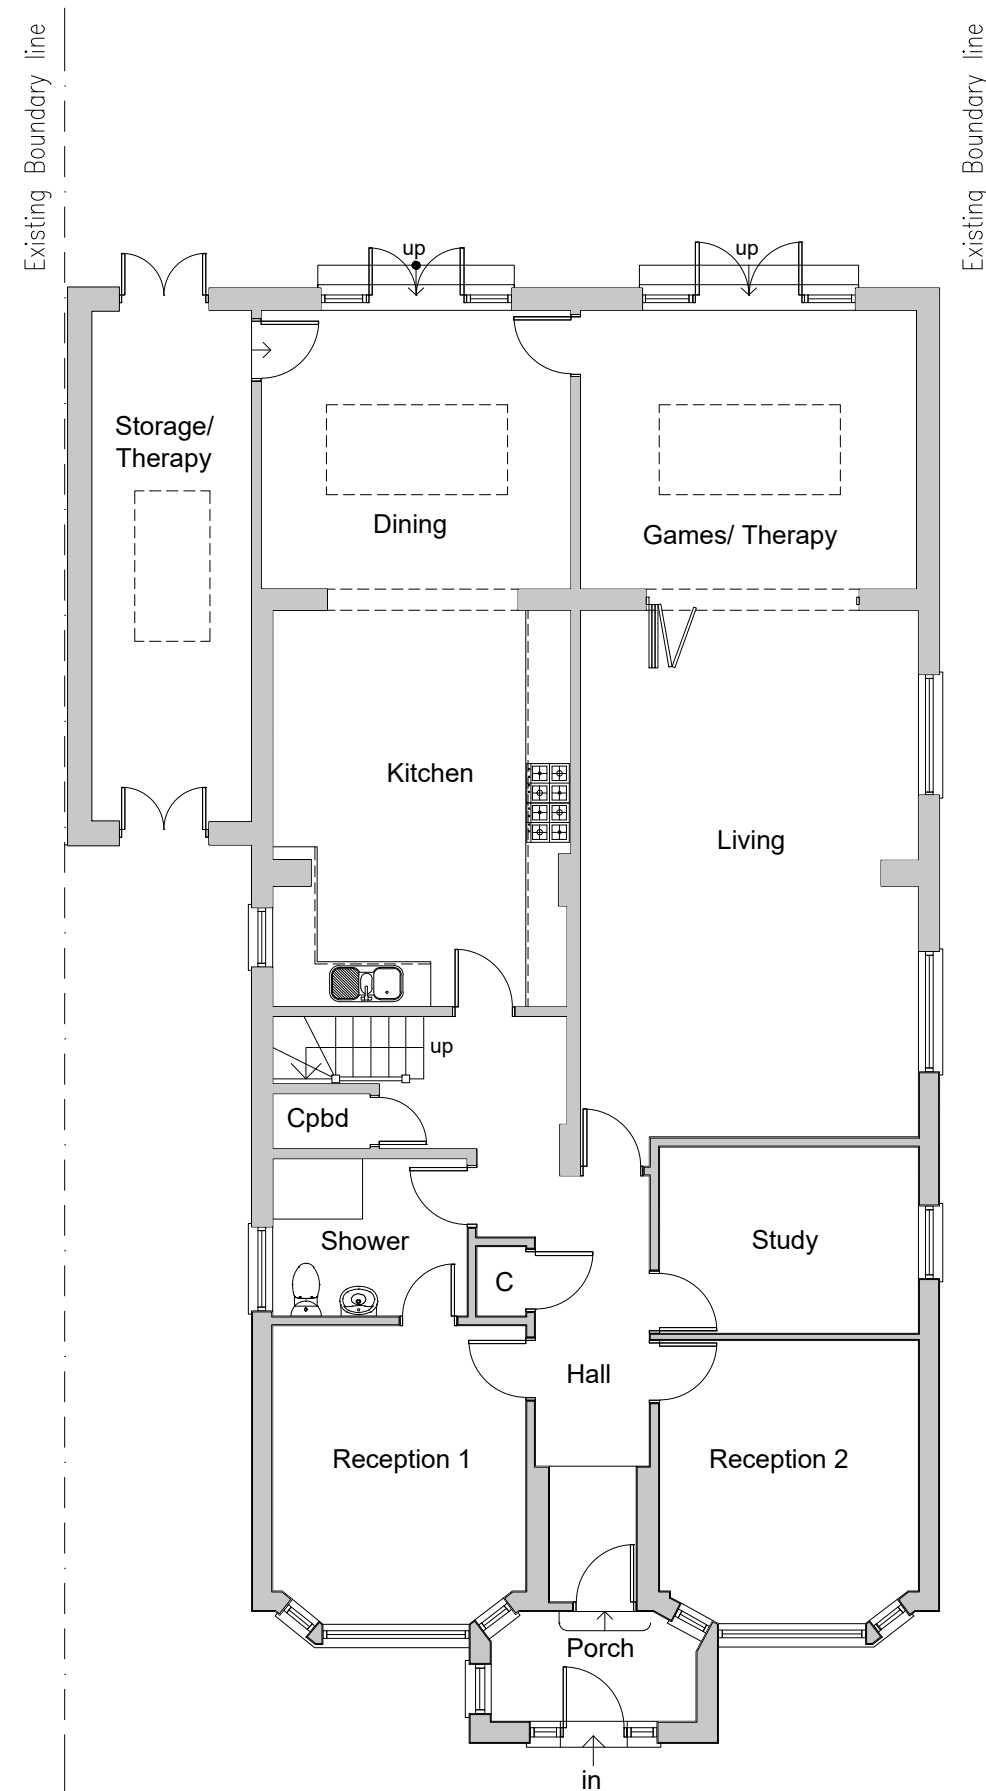 Existing Boundary line
Existing Boundary line
up
up
Storage/
Therapy
Dining
Games/ Therapy
Kitchen
Living
up
Cpbd
Shower
Study
C
Hall
Reception 1
Reception 2
Porch
in